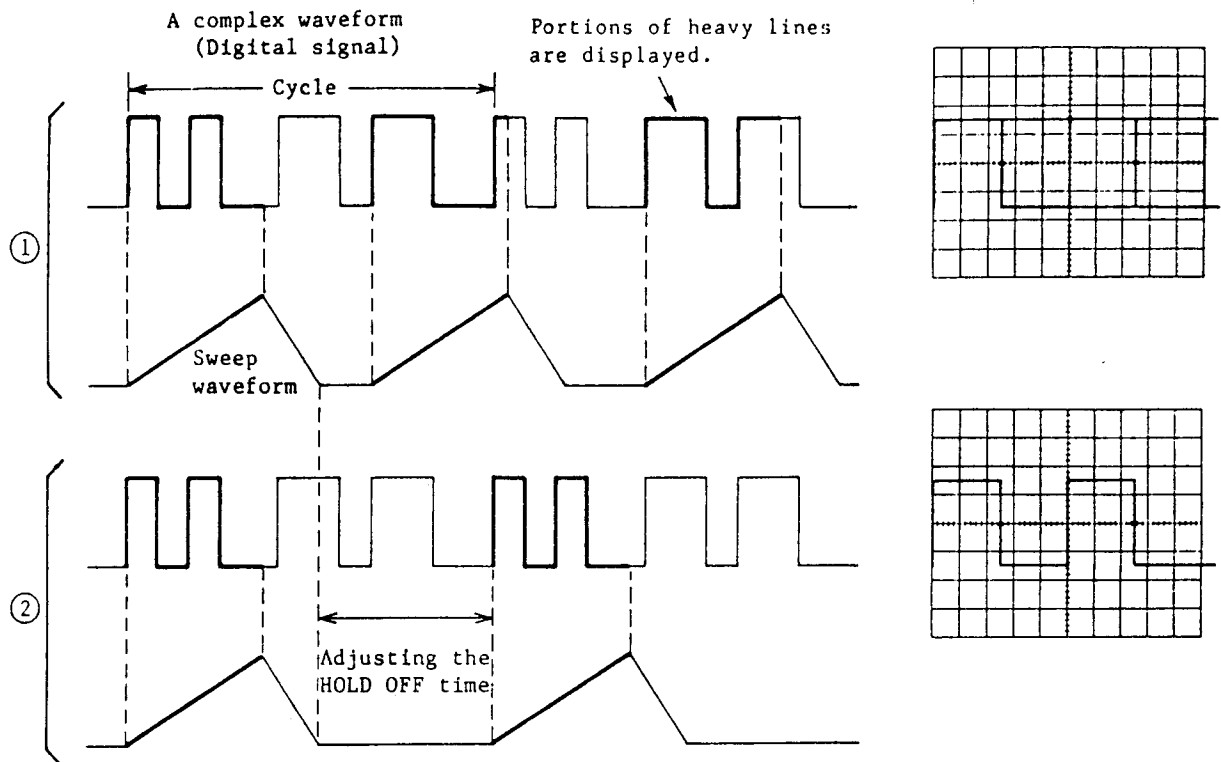 A complex waveform
(Digital signal)
Portions of heavy lines
are displayed.
Cycle
①
Sweep
waveform
②
Adjusting the
HOLD OFF time